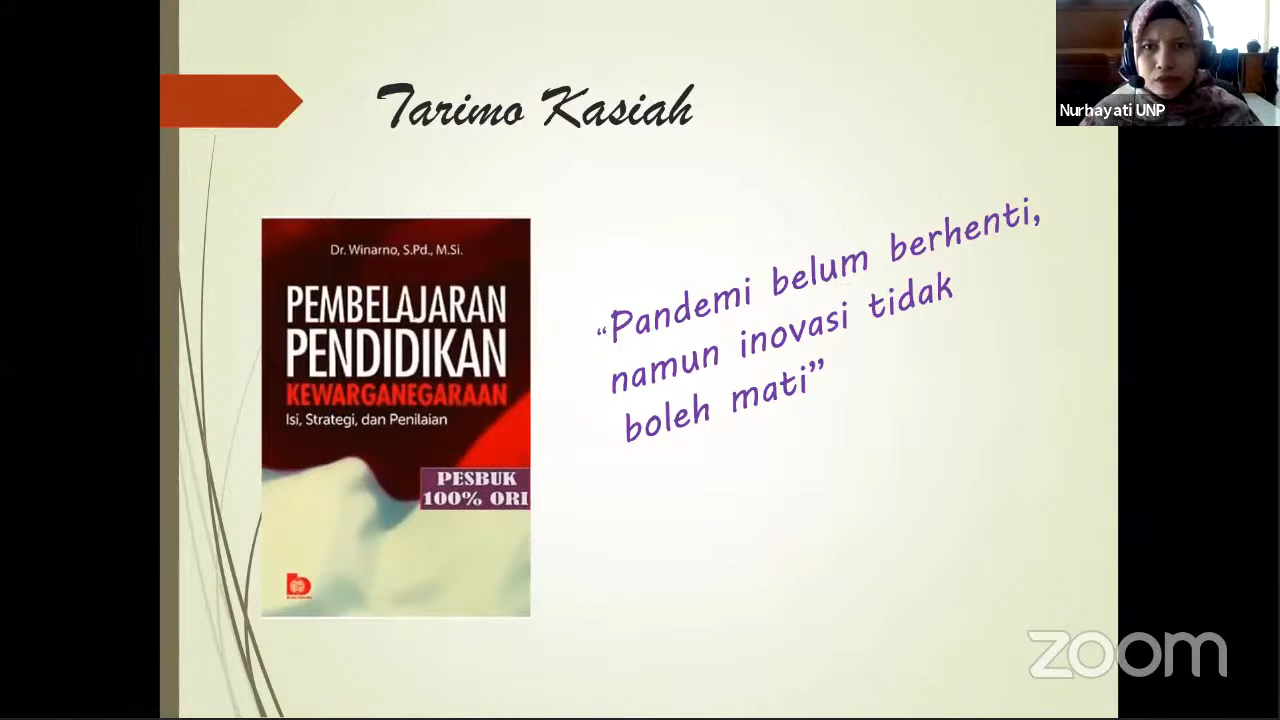 Tarimo Kasiah
Nurhayati UNP
Dr. Winarno, S.Pd., M.Si.
PEMBELAJARAN
PENDIDIKAN
KEWARGANEGARAAN
Isi, Strategi, dan Penilaian
PESBUK
100% ORI
“Pandemi belum berhenti,
namun inovasi tidak
boleh mati”
zoom